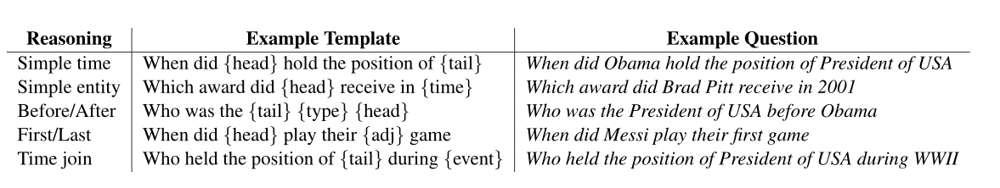 Reasoning Example Template Example Question
Simple time When did {head} hold the position of {tail} When did Obama hold the position of President of USA
Simple entity Which award did {head} receive in {time} Which award did Brad Pitt receive in 2001
Before/After Who was the {tail} {type} {head} Who was the President of USA before Obama
First/Last When did {head} play their {adj} game When did Messi play their first game
Time join Who held the position of {tail} during {event} Who held the position of President of USA during WWII